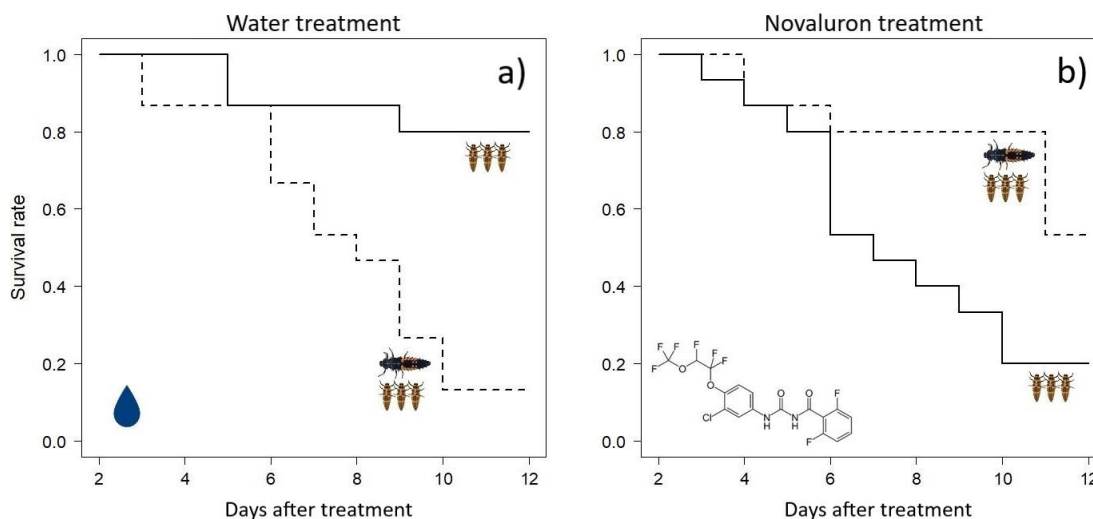 Water treatment
a)
1.0
0.8
0.6
0.4
0.2
0.0
Survival rate
2 4 6 8 10 12
Days after treatment
Novaluron treatment
b)
1.0
0.8
0.6
0.4
0.2
0.0
F F F F
F O F
O O O F
Cl N N
H H
F
2 4 6 8 10 12
Days after treatment